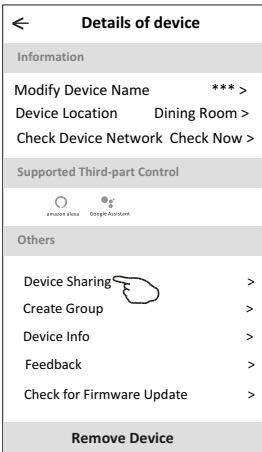 ← Details of device
Information
Modify Device Name *** >
Device Location Dining Room >
Check Device Network Check Now >
Supported Third-part Control
amazon alexa Google Assistant
Others
Device Sharing >
Create Group >
Device Info >
Feedback >
Check for Firmware Update >
Remove Device